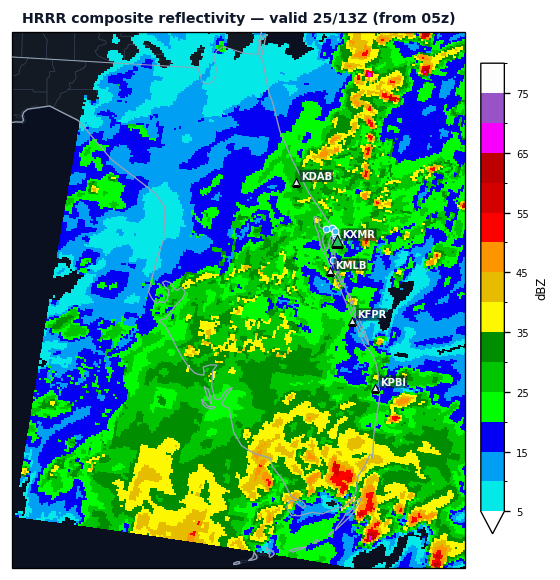 HRRR composite reflectivity — valid 25/13Z (from 05z)
KDAB
KXMR
KMLB
KFPR
KPBI
75
65
55
45
35
25
15
5
dBZ